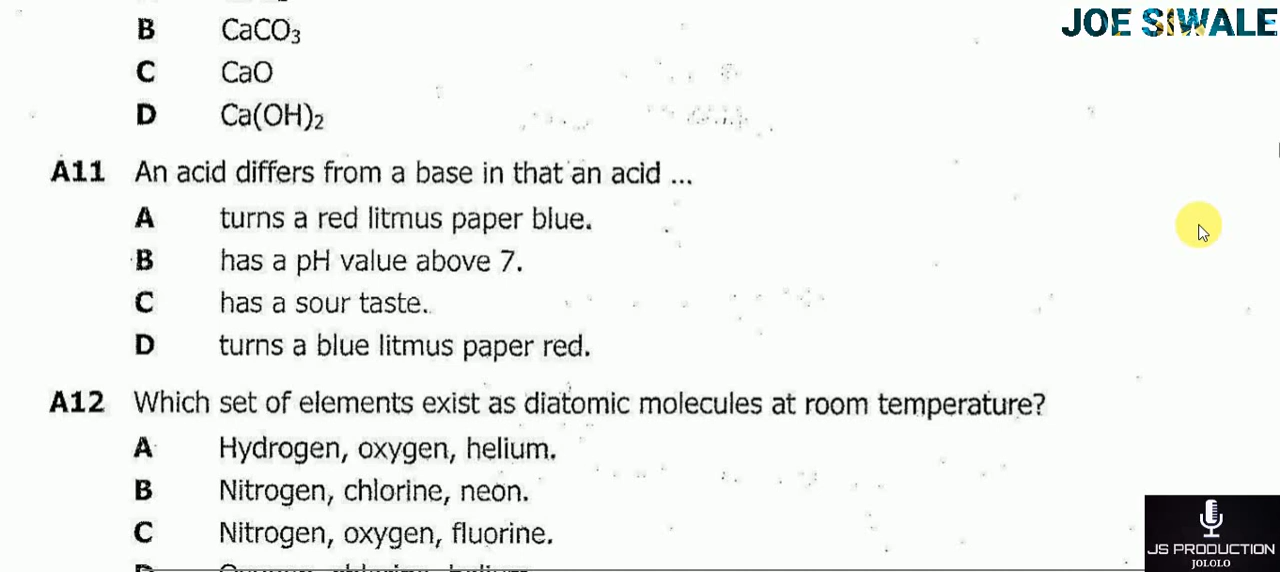 JOE SIWALE
B CaCO₃
C CaO
D Ca(OH)₂
A11 An acid differs from a base in that an acid ...
A turns a red litmus paper blue.
B has a pH value above 7.
C has a sour taste.
D turns a blue litmus paper red.
A12 Which set of elements exist as diatomic molecules at room temperature?
A Hydrogen, oxygen, helium.
B Nitrogen, chlorine, neon.
C Nitrogen, oxygen, fluorine.
JS PRODUCTION
JOLOLO